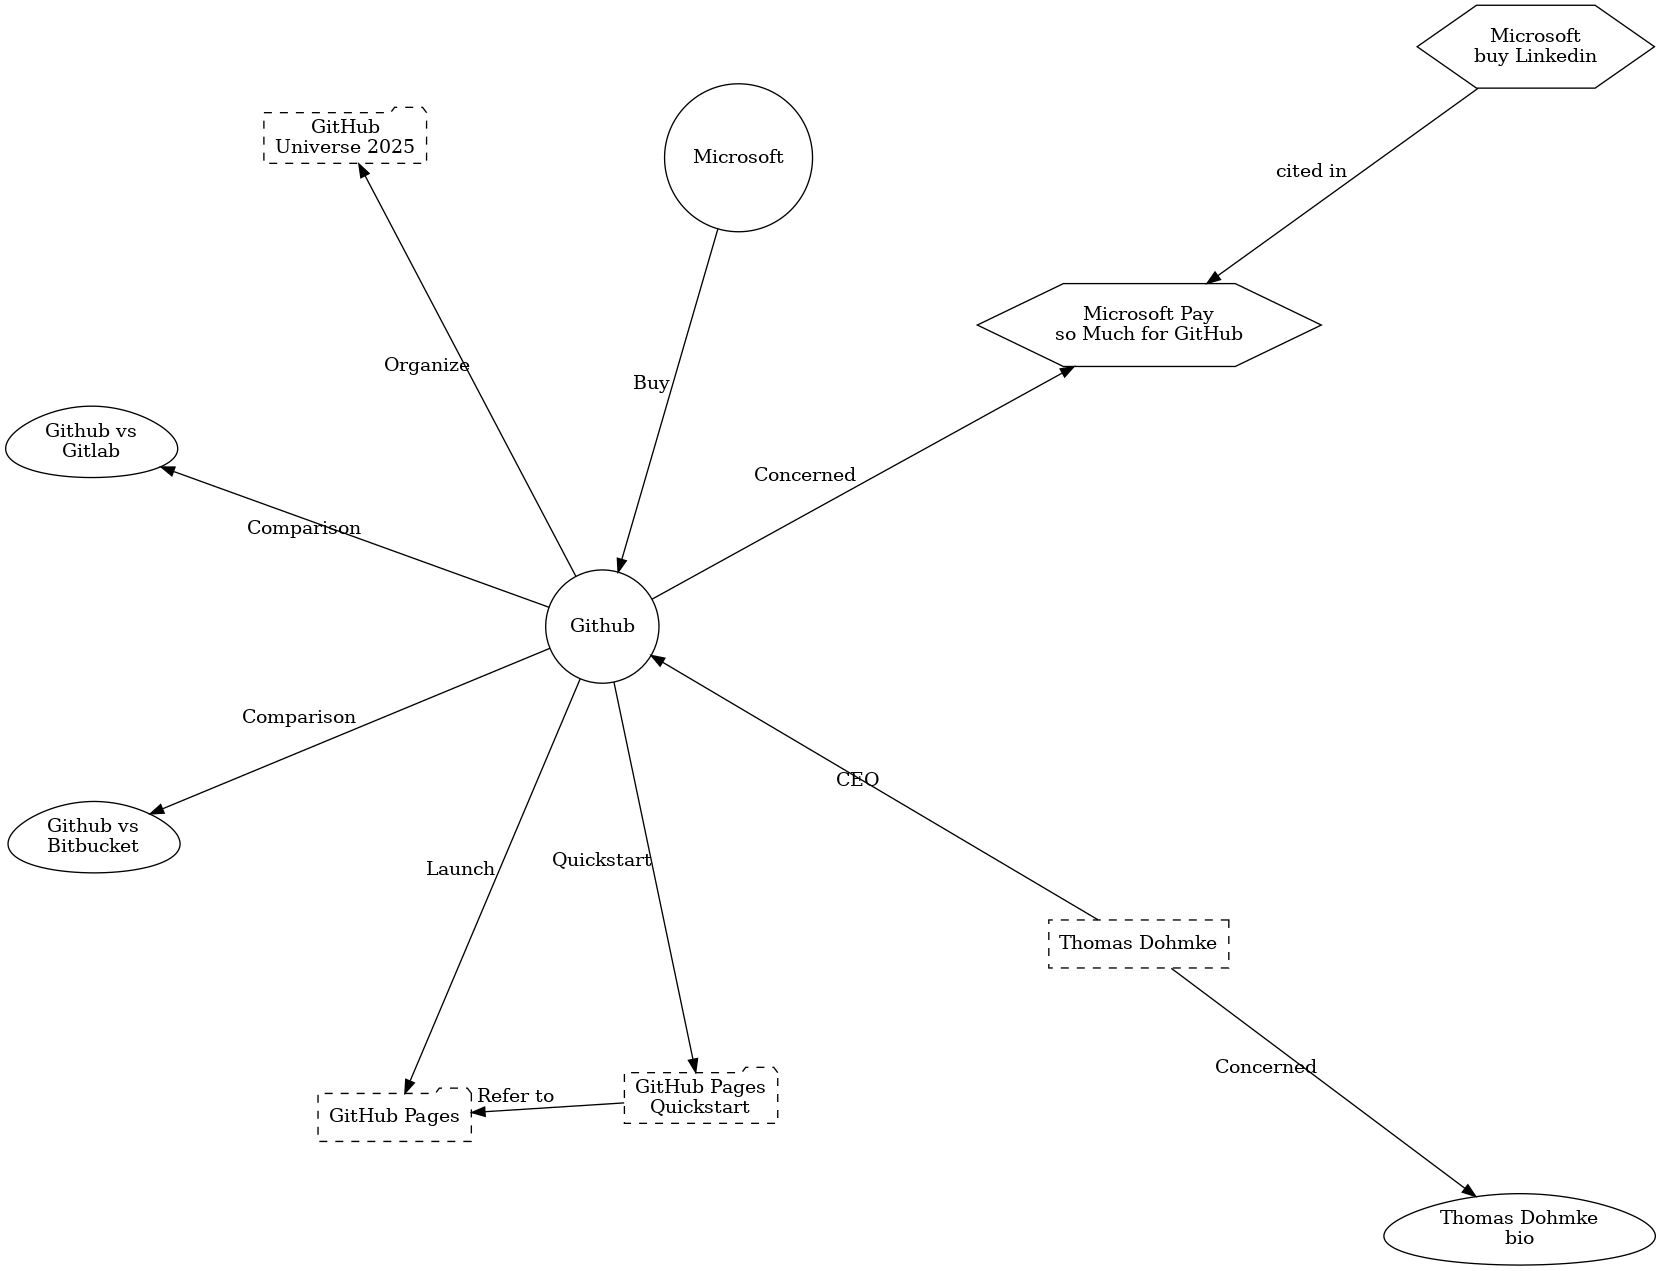 Microsoft
buy Linkedin
GitHub
Universe 2025
Microsoft
cited in
Microsoft Pay
so Much for GitHub
Organize
Buy
Github vs
Gitlab
Concerned
Comparison
Github
Comparison
CEO
Github vs
Bitbucket
Launch
Quickstart
Thomas Dohmke
Concerned
GitHub Pages
Quickstart
Refer to
GitHub Pages
Thomas Dohmke
bio